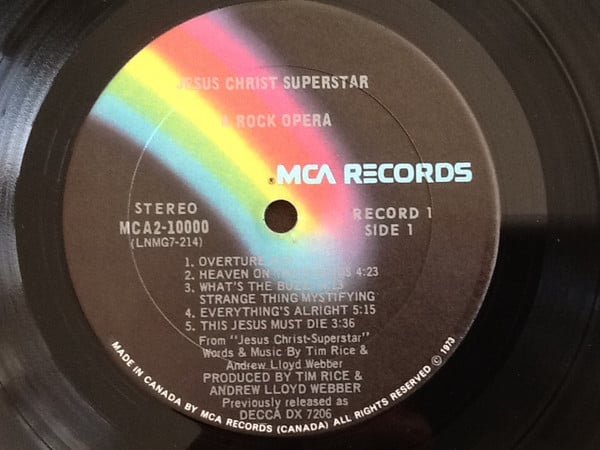 JESUS CHRIST SUPERSTAR
A ROCK OPERA
®MCA RECORDS
STEREO
MCA2-10000
(LNMG7-214)
RECORD 1
SIDE 1
1. OVERTURE
2. HEAVEN ON 4:23
3. WHAT'S THE BUZZ
STRANGE THING MYSTIFYING
4. EVERYTHING'S ALRIGHT 5:15
5. THIS JESUS MUST DIE 3:36
From "Jesus Christ-Superstar"
Words & Music By Tim Rice &
Andrew Lloyd Webber
PRODUCED BY TIM RICE &
ANDREW LLOYD WEBBER
Previously released as
DECCA DX 7206
MADE IN CANADA BY MCA RECORDS (CANADA) ALL RIGHTS RESERVED © 1973